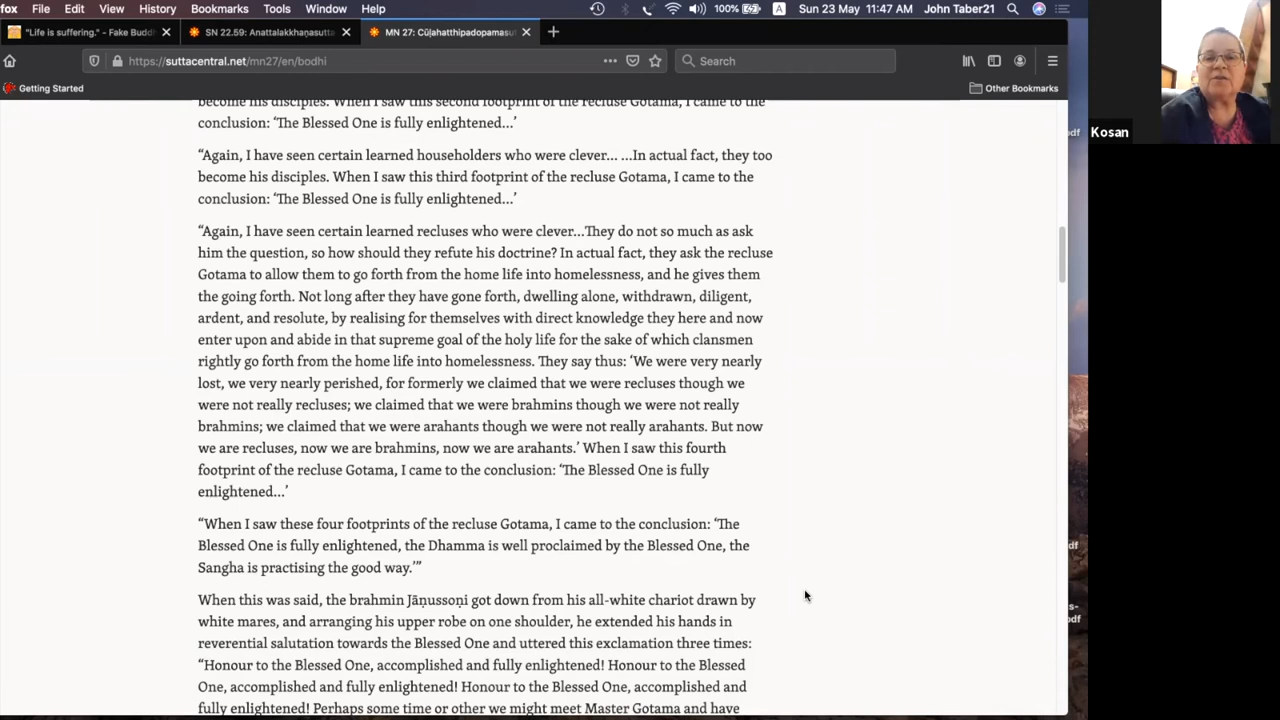 fox File Edit View History Bookmarks Tools Window Help 100% A Sun 23 May 11:47 AM John Taber21
"Life is suffering." - Fake Budd
SN 22.59: Anattalakkhaṇasutta
MN 27: Cūḷahatthipadopamasu
https://suttacentral.net/mn27/en/bodhi
Search
Getting Started
Other Bookmarks
Kosan
become his disciples. When I saw this second footprint of the recluse Gotama, I came to the
conclusion: ‘The Blessed One is fully enlightened…’
“Again, I have seen certain learned householders who were clever… …In actual fact, they too
become his disciples. When I saw this third footprint of the recluse Gotama, I came to the
conclusion: ‘The Blessed One is fully enlightened…’
“Again, I have seen certain learned recluses who were clever…They do not so much as ask
him the question, so how should they refute his doctrine? In actual fact, they ask the recluse
Gotama to allow them to go forth from the home life into homelessness, and he gives them
the going forth. Not long after they have gone forth, dwelling alone, withdrawn, diligent,
ardent, and resolute, by realising for themselves with direct knowledge they here and now
enter upon and abide in that supreme goal of the holy life for the sake of which clansmen
rightly go forth from the home life into homelessness. They say thus: ‘We were very nearly
lost, we very nearly perished, for formerly we claimed that we were recluses though we
were not really recluses; we claimed that we were brahmins though we were not really
brahmins; we claimed that we were arahants though we were not really arahants. But now
we are recluses, now we are brahmins, now we are arahants.’ When I saw this fourth
footprint of the recluse Gotama, I came to the conclusion: ‘The Blessed One is fully
enlightened…’
“When I saw these four footprints of the recluse Gotama, I came to the conclusion: ‘The
Blessed One is fully enlightened, the Dhamma is well proclaimed by the Blessed One, the
Sangha is practising the good way.’”
When this was said, the brahmin Jāṇussoṇi got down from his all-white chariot drawn by
white mares, and arranging his upper robe on one shoulder, he extended his hands in
reverential salutation towards the Blessed One and uttered this exclamation three times:
“Honour to the Blessed One, accomplished and fully enlightened! Honour to the Blessed
One, accomplished and fully enlightened! Honour to the Blessed One, accomplished and
fully enlightened! Perhaps some time or other we might meet Master Gotama and have